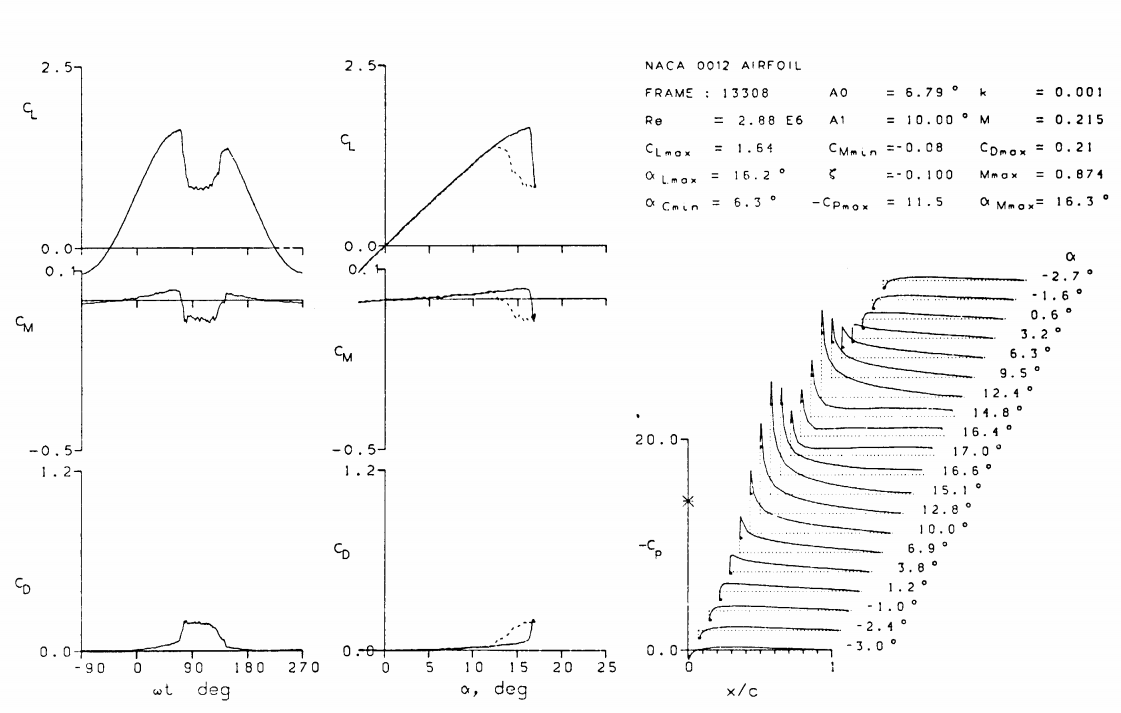 NACA 0012 AIRFOIL
FRAME : 13308 A0 = 6.79 ° k = 0.001
Re = 2.88 E6 A1 = 10.00 ° M = 0.215
CLmax = 1.64 CMmin =-0.08 CDmax = 0.21
α Lmax = 16.2 ° ζ =-0.100 Mmax = 0.874
α Cmin = 6.3 ° -CPmax = 11.5 α Mmax= 16.3 °
2.5
CL
0.0
0.1
CM
-0.5
1.2
CD
0.0
-90 0 90 180 270
ωt deg
2.5
CL
0.0
0.1
CM
-0.5
1.2
CD
0.0
0 5 10 15 20 25
α, deg
α
-2.7 °
-1.6 °
0.6 °
3.2 °
6.3 °
9.5 °
12.4 °
14.8 °
16.4 °
17.0 °
16.6 °
15.1 °
12.8 °
10.0 °
6.9 °
3.8 °
1.2 °
-1.0 °
-2.4 °
-3.0 °
20.0
-Cp
0.0
0 1
x/c